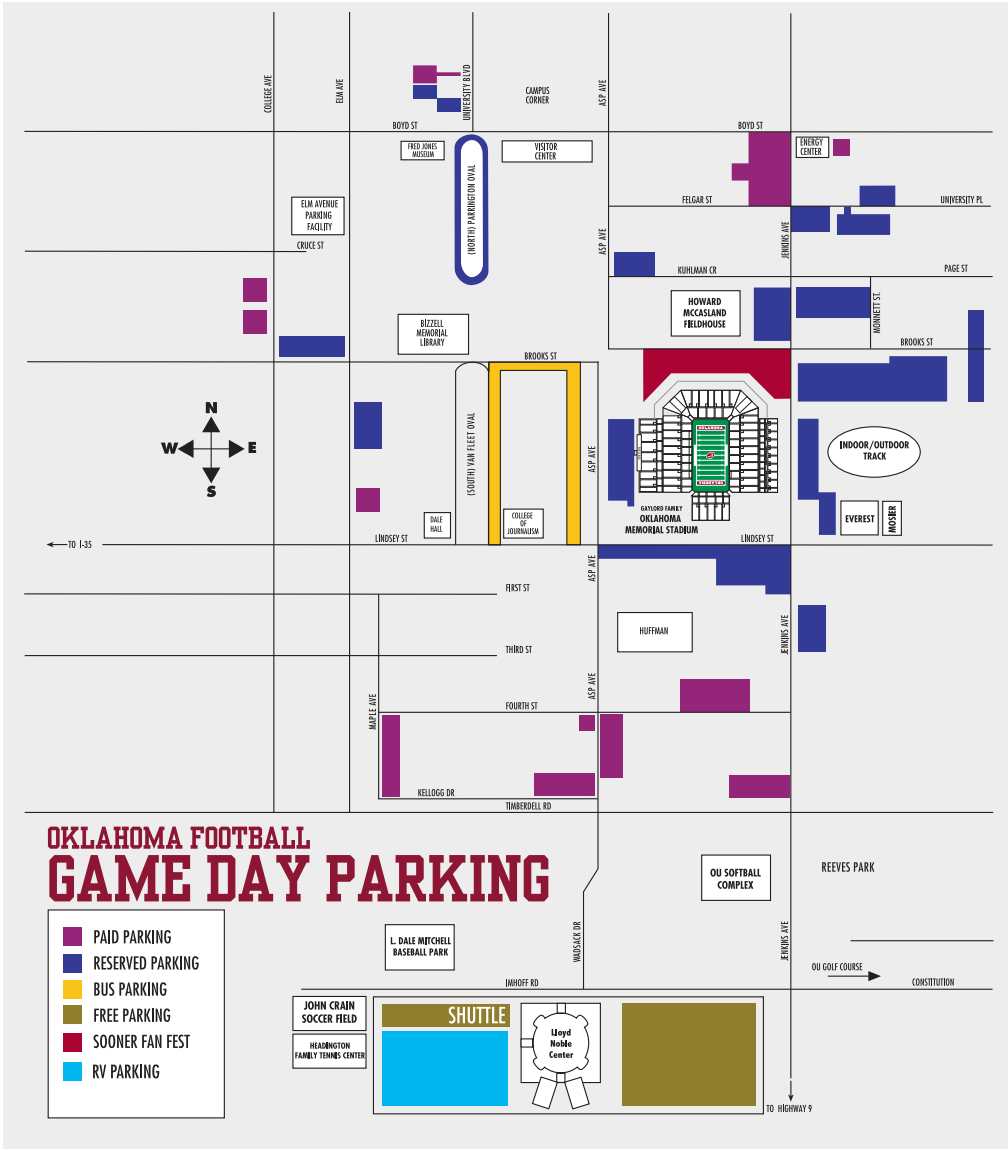 COLLEGE AVE
ELM AVE
UNIVERSITY BLVD
CAMPUS
CORNER
ASP AVE
BOYD ST
BOYD ST
FRED JONES
MUSEUM
VISITOR
CENTER
ENERGY
CENTER
(NORTH) PARRINGTON OVAL
ELM AVENUE
PARKING
FACILITY
FELGAR ST
UNIVERSITY PL
CRUCE ST
ASP AVE
JENKINS AVE
KUHLMAN CR
PAGE ST
HOWARD
MCCASLAND
FIELDHOUSE
MONNETT ST.
BIZZELL
MEMORIAL
LIBRARY
BROOKS ST
BROOKS ST
N
W
E
S
(SOUTH) VAN FLEET OVAL
ASP AVE
OKLAHOMA
INDOOR/OUTDOOR
TRACK
GAYLORD FAMILY
OKLAHOMA
MEMORIAL STADIUM
DALE
HALL
COLLEGE
OF
JOURNALISM
EVEREST
MOSIER
TO I-35
LINDSEY ST
LINDSEY ST
ASP AVE
FIRST ST
HUFFMAN
JENKINS AVE
THIRD ST
MAPLE AVE
ASP AVE
FOURTH ST
KELLOGG DR
TIMBERDELL RD
OKLAHOMA FOOTBALL
GAME DAY PARKING
OU SOFTBALL
COMPLEX
REEVES PARK
PAID PARKING
RESERVED PARKING
BUS PARKING
FREE PARKING
SOONER FAN FEST
RV PARKING
L. DALE MITCHELL
BASEBALL PARK
WADSACK DR
JENKINS AVE
OU GOLF COURSE
IMHOFF RD
CONSTITUTION
JOHN CRAIN
SOCCER FIELD
HEADINGTON
FAMILY TENNIS CENTER
SHUTTLE
Lloyd
Noble
Center
TO HIGHWAY 9